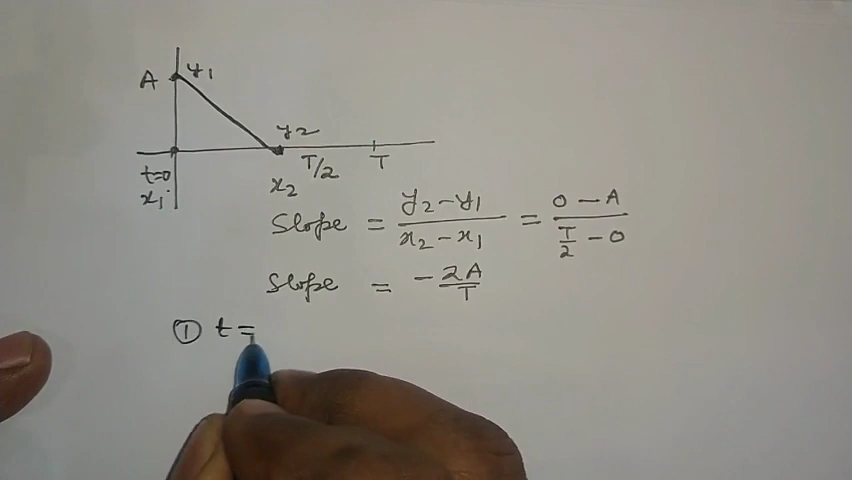 A y1
y2
t=0 T/2 T
x1 x2
Slope = y2-y1 / x2-x1 = 0-A / T/2 - 0
Slope = -2A/T
① t=